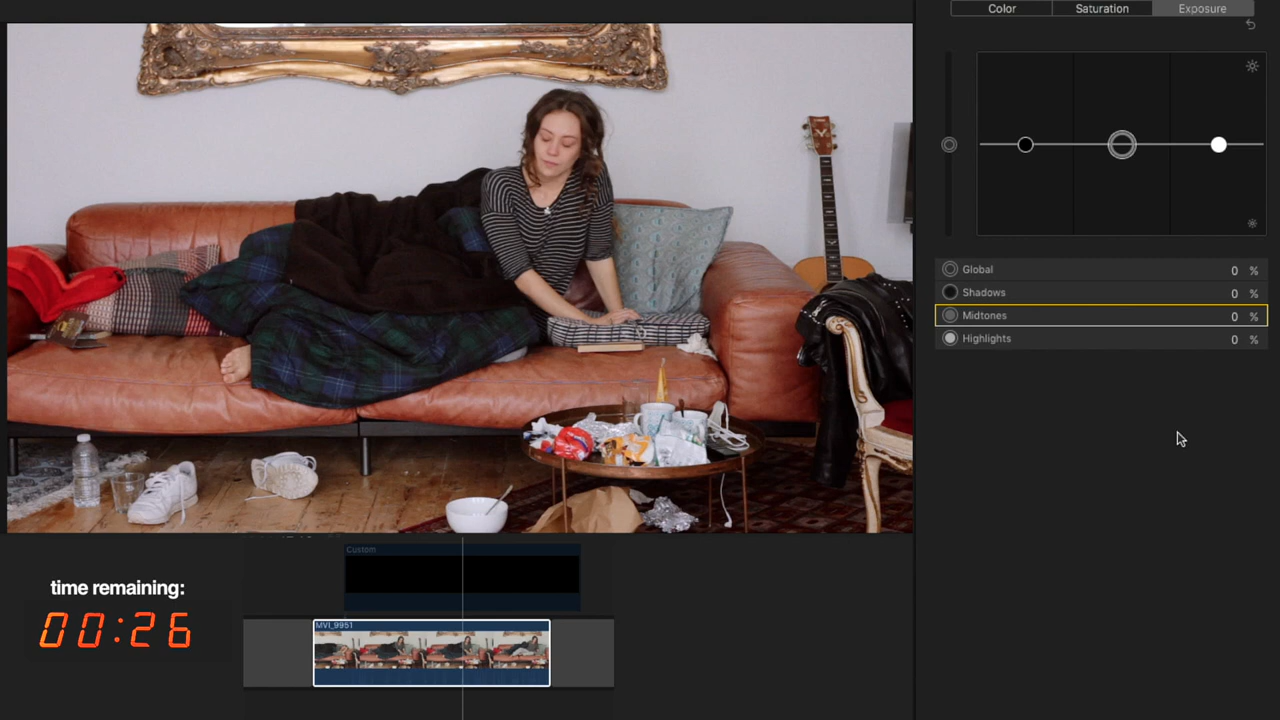 Color Saturation Exposure
Global 0 %
Shadows 0 %
Midtones 0 %
Highlights 0 %
Custom
time remaining:
00:26
MVI_9951